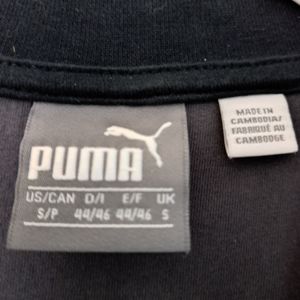 PUMA
US/CAN D/I E/F UK
S/P 44/46 44/46 S
MADE IN
CAMBODIA/
FABRIQUÉ AU
CAMBODGE